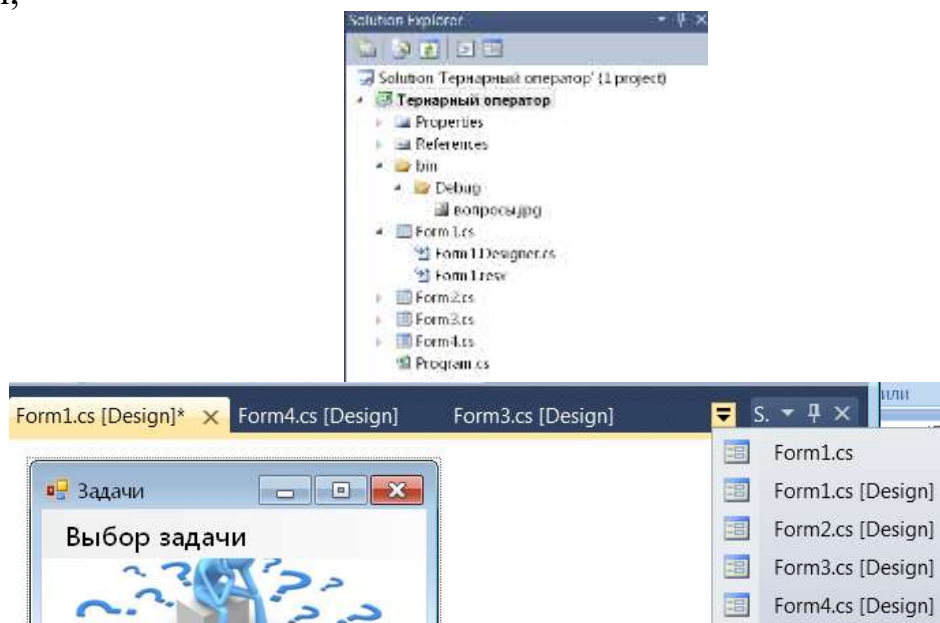 Solution Explorer
Solution 'Тернарный оператор' (1 project)
Тернарный оператор
Properties
References
bin
Debug
вопросы.jpg
Form1.cs
Form1.Designer.cs
Form1.resx
Form2.cs
Form3.cs
Form4.cs
Program.cs
Form1.cs [Design]* Form4.cs [Design] Form3.cs [Design] S. или
Form1.cs
Задачи Form1.cs [Design]
Выбор задачи Form2.cs [Design]
Form3.cs [Design]
Form4.cs [Design]